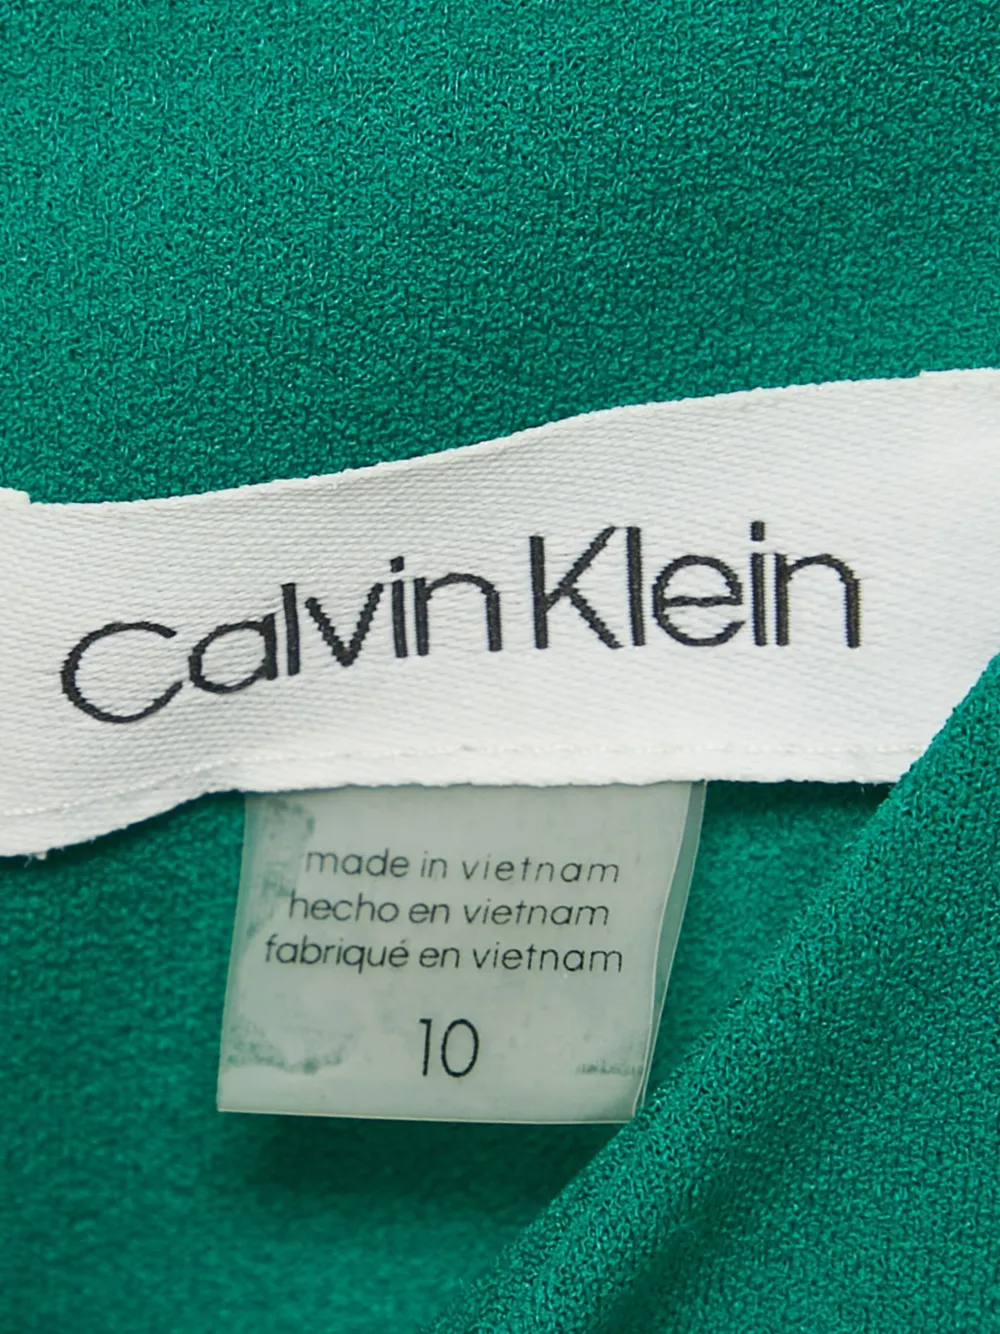 Calvin Klein
made in vietnam
hecho en vietnam
fabriqué en vietnam
10